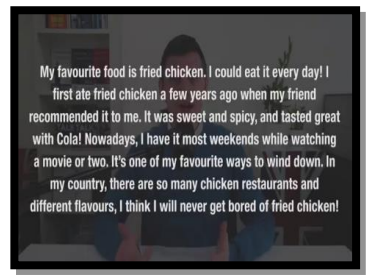 My favourite food is fried chicken. I could eat it every day! I
first ate fried chicken a few years ago when my friend
recommended it to me. It was sweet and spicy, and tasted great
with Cola! Nowadays, I have it most weekends while watching
a movie or two. It's one of my favourite ways to wind down. In
my country, there are so many chicken restaurants and
different flavours, I think I will never get bored of fried chicken!